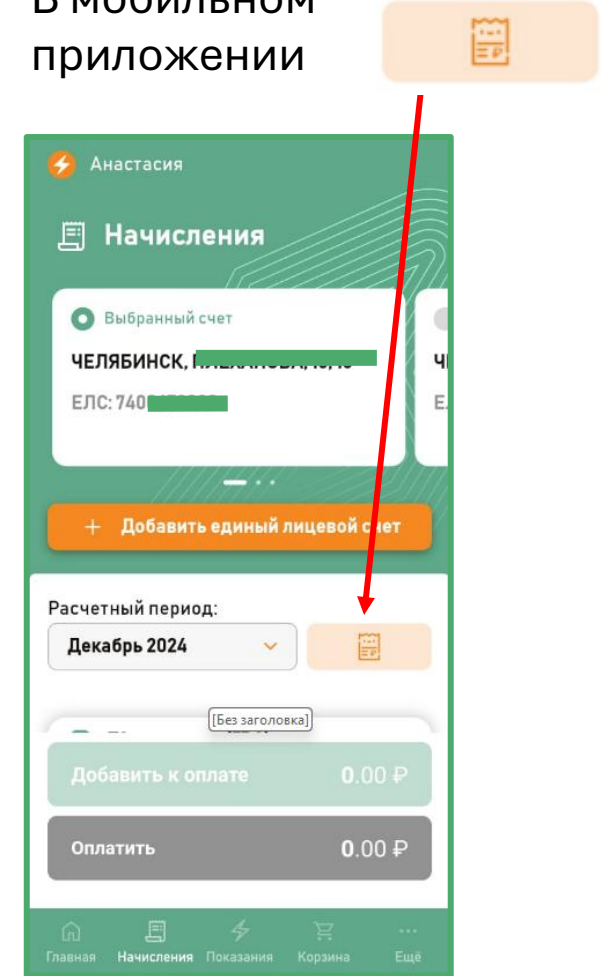 В мобильном
приложении
Анастасия
Начисления
Выбранный счет
ЧЕЛЯБИНСК,
ЕЛС: 740
+ Добавить единый лицевой счет
Расчетный период:
Декабрь 2024
[Без заголовка]
Добавить к оплате 0.00 ₽
Оплатить 0.00 ₽
Главная Начисления Показания Корзина Ещё